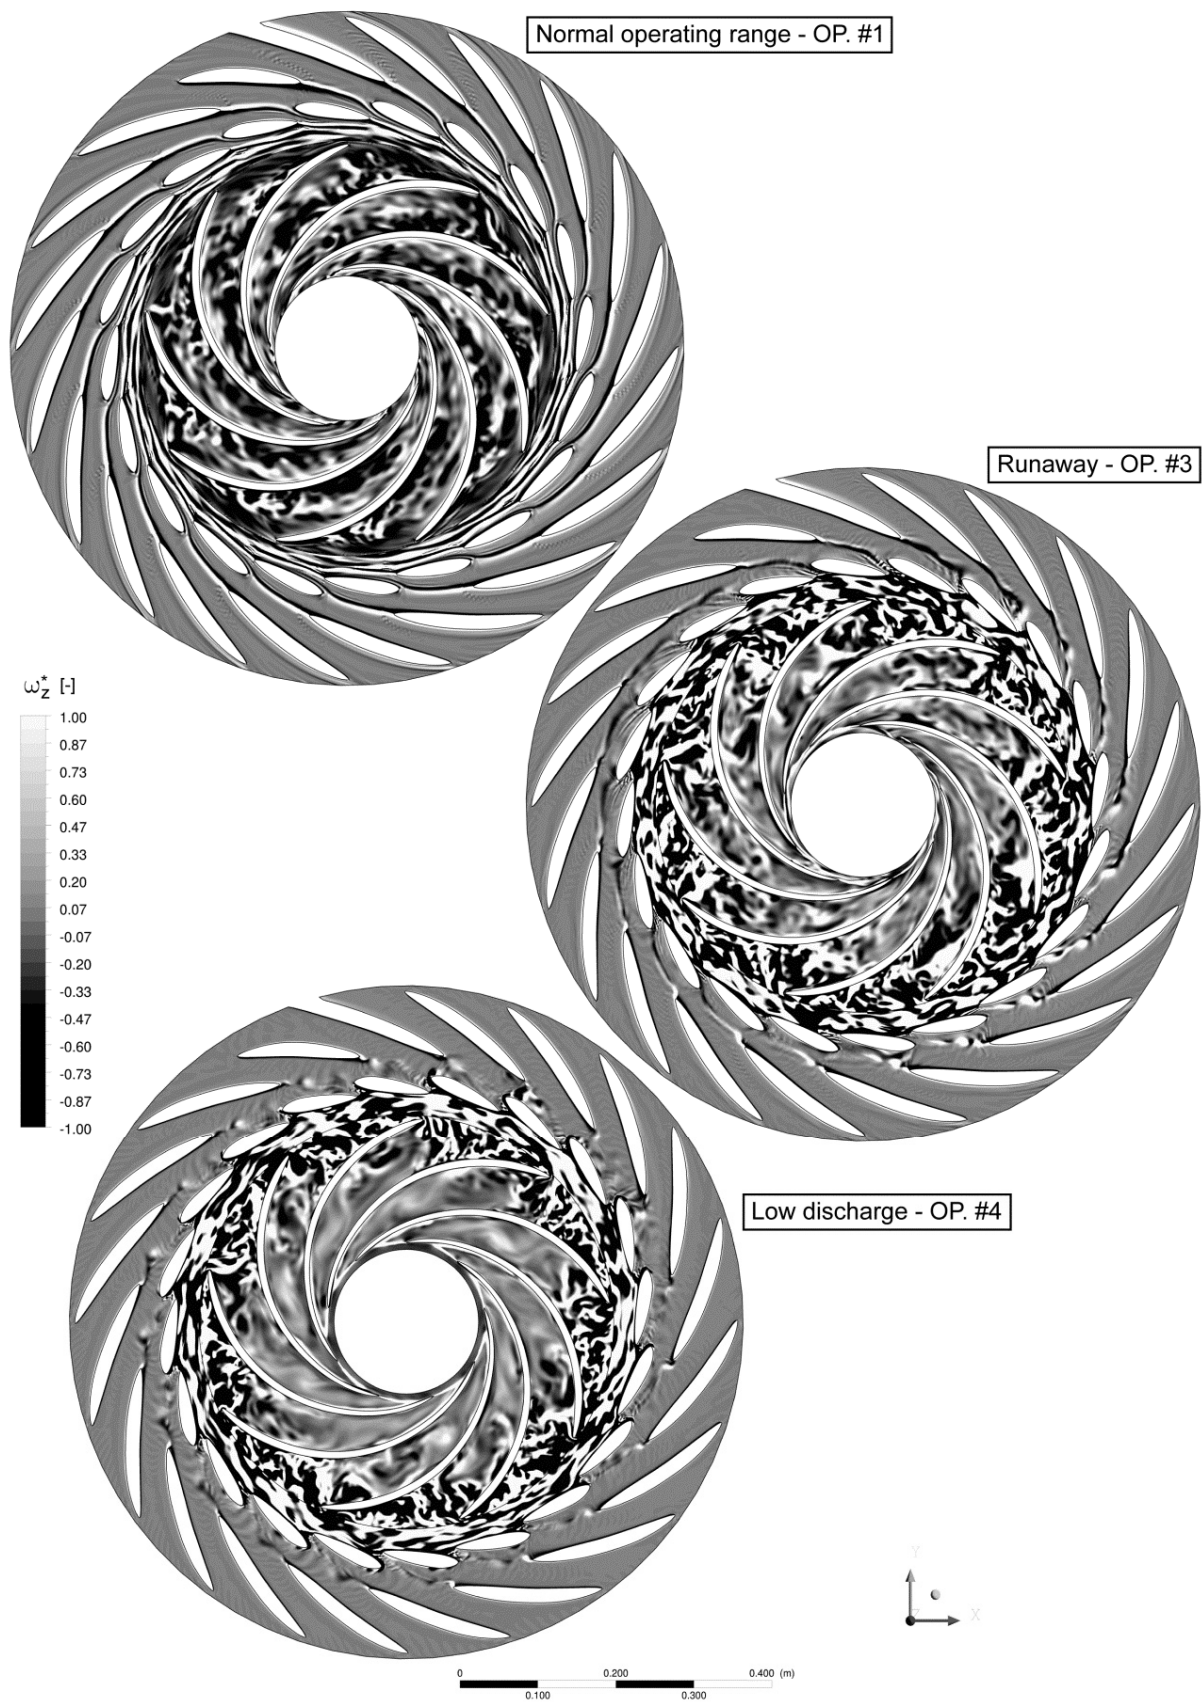 Normal operating range - OP. #1
Runaway - OP. #3
ω*z [-]
1.00
0.87
0.73
0.60
0.47
0.33
0.20
0.07
-0.07
-0.20
-0.33
-0.47
-0.60
-0.73
-0.87
-1.00
Low discharge - OP. #4
Y
Z X
0 0.200 0.400 (m)
0.100 0.300